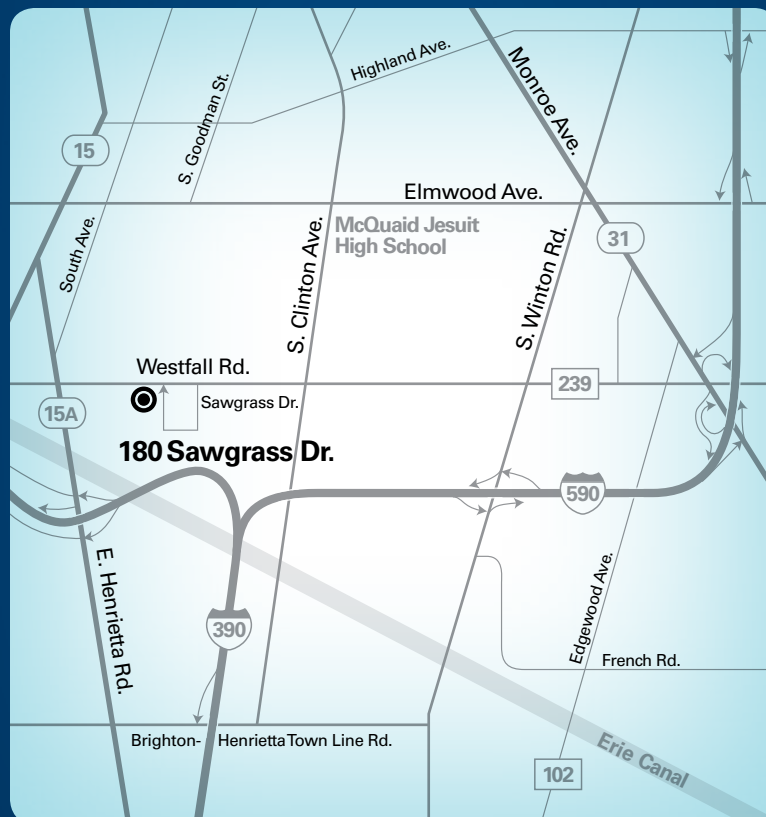 Highland Ave.
Monroe Ave.
S. Goodman St.
15
Elmwood Ave.
McQuaid Jesuit
High School
South Ave.
S. Clinton Ave.
S. Winton Rd.
31
Westfall Rd.
239
Sawgrass Dr.
15A
180 Sawgrass Dr.
590
E. Henrietta Rd.
390
Edgewood Ave.
French Rd.
Brighton- Henrietta Town Line Rd.
Erie Canal
102